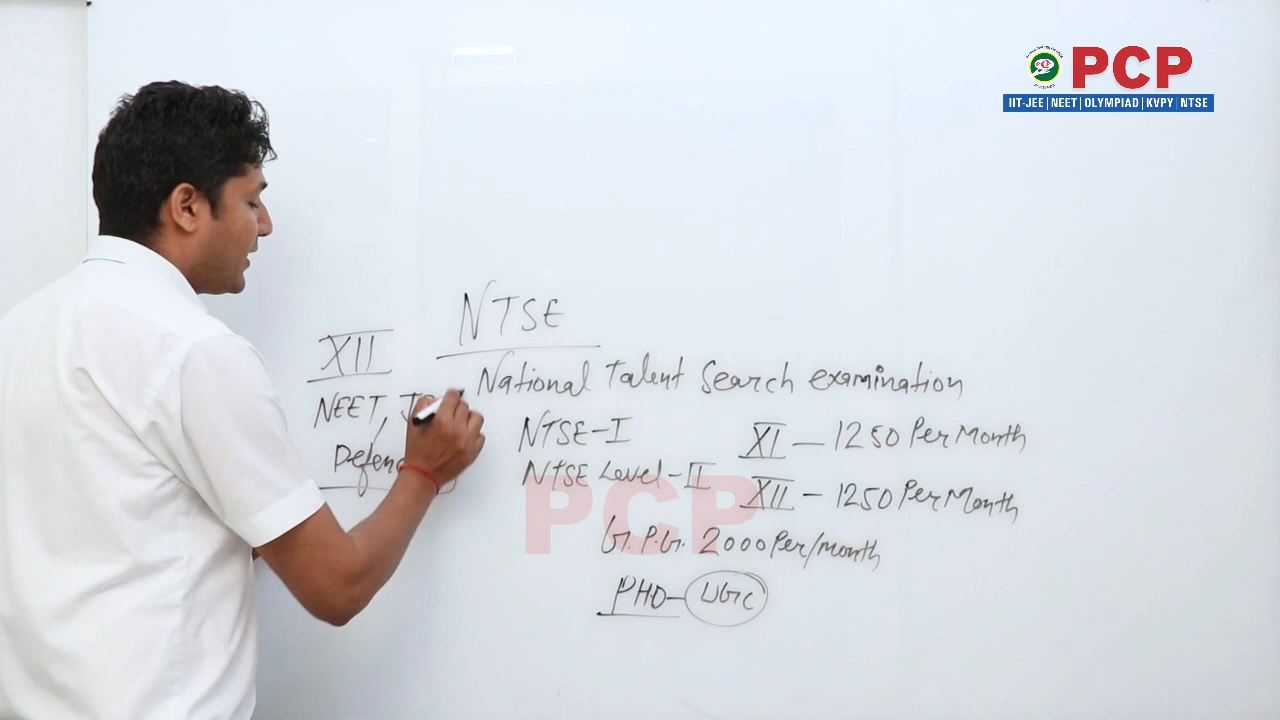 PCP
IIT-JEE | NEET | OLYMPIAD | KVPY | NTSE
NTSE
National Talent Search examination
XII
NEET,
NTSE-I
NTSE Level-II
XI — 1250 Per Month
XII - 1250 Per Month
G.P.G. 2000 Per/month
PHD - UGC
PCP